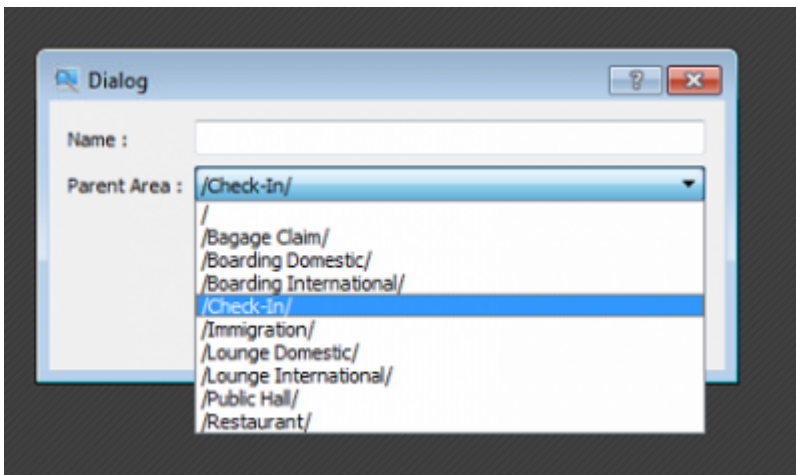 Dialog
Name :
Parent Area : /Check-In/
/
/Bagage Claim/
/Boarding Domestic/
/Boarding International/
/Check-In/
/Immigration/
/Lounge Domestic/
/Lounge International/
/Public Hall/
/Restaurant/